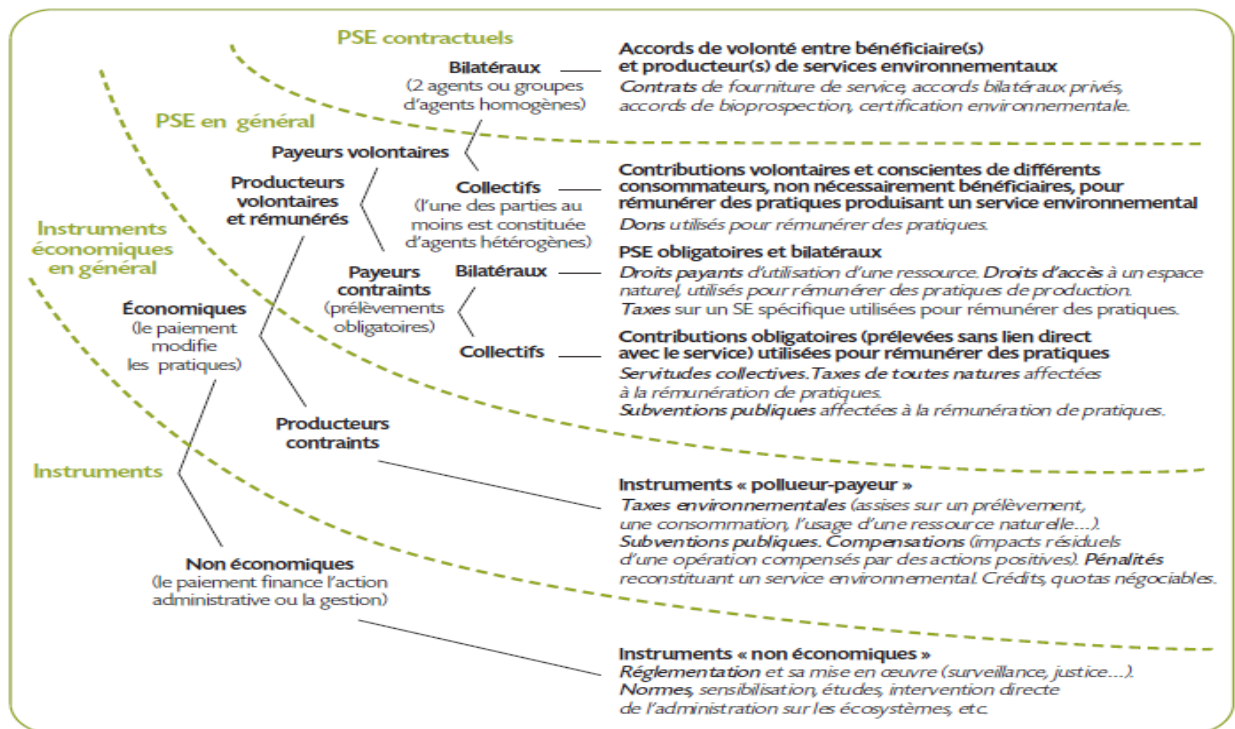 PSE contractuels
Bilatéraux
(2 agents ou groupes
d'agents homogènes)
Accords de volonté entre bénéficiaire(s)
et producteur(s) de services environnementaux
Contrats de fourniture de service, accords bilatéraux privés,
accords de bioprospection, certification environnementale.
PSE en général
Payeurs volontaires
Producteurs
volontaires
et rémunérés
Collectifs
(l'une des parties au
moins est constituée
d'agents hétérogènes)
Contributions volontaires et conscientes de différents
consommateurs, non nécessairement bénéficiaires, pour
rémunérer des pratiques produisant un service environnemental
Dons utilisés pour rémunérer des pratiques.
Instruments
économiques
en général
Payeurs
contraints
(prélèvements
obligatoires)
Bilatéraux
PSE obligatoires et bilatéraux
Droits payants d'utilisation d'une ressource. Droits d'accès à un espace
naturel, utilisés pour rémunérer des pratiques de production.
Taxes sur un SE spécifique utilisées pour rémunérer des pratiques.
Économiques
(le paiement
modifie
les pratiques)
Collectifs
Contributions obligatoires (prélevées sans lien direct
avec le service) utilisées pour rémunérer des pratiques
Servitudes collectives. Taxes de toutes natures affectées
à la rémunération de pratiques.
Subventions publiques affectées à la rémunération de pratiques.
Producteurs
contraints
Instruments
Instruments « pollueur-payeur »
Taxes environnementales (assises sur un prélèvement,
une consommation, l'usage d'une ressource naturelle...).
Subventions publiques. Compensations (impacts résiduels
d'une opération compensés par des actions positives). Pénalités
reconstituant un service environnemental. Crédits, quotas négociables.
Non économiques
(le paiement finance l'action
administrative ou la gestion)
Instruments « non économiques »
Réglementation et sa mise en œuvre (surveillance, justice...).
Normes, sensibilisation, études, intervention directe
de l'administration sur les écosystèmes, etc.